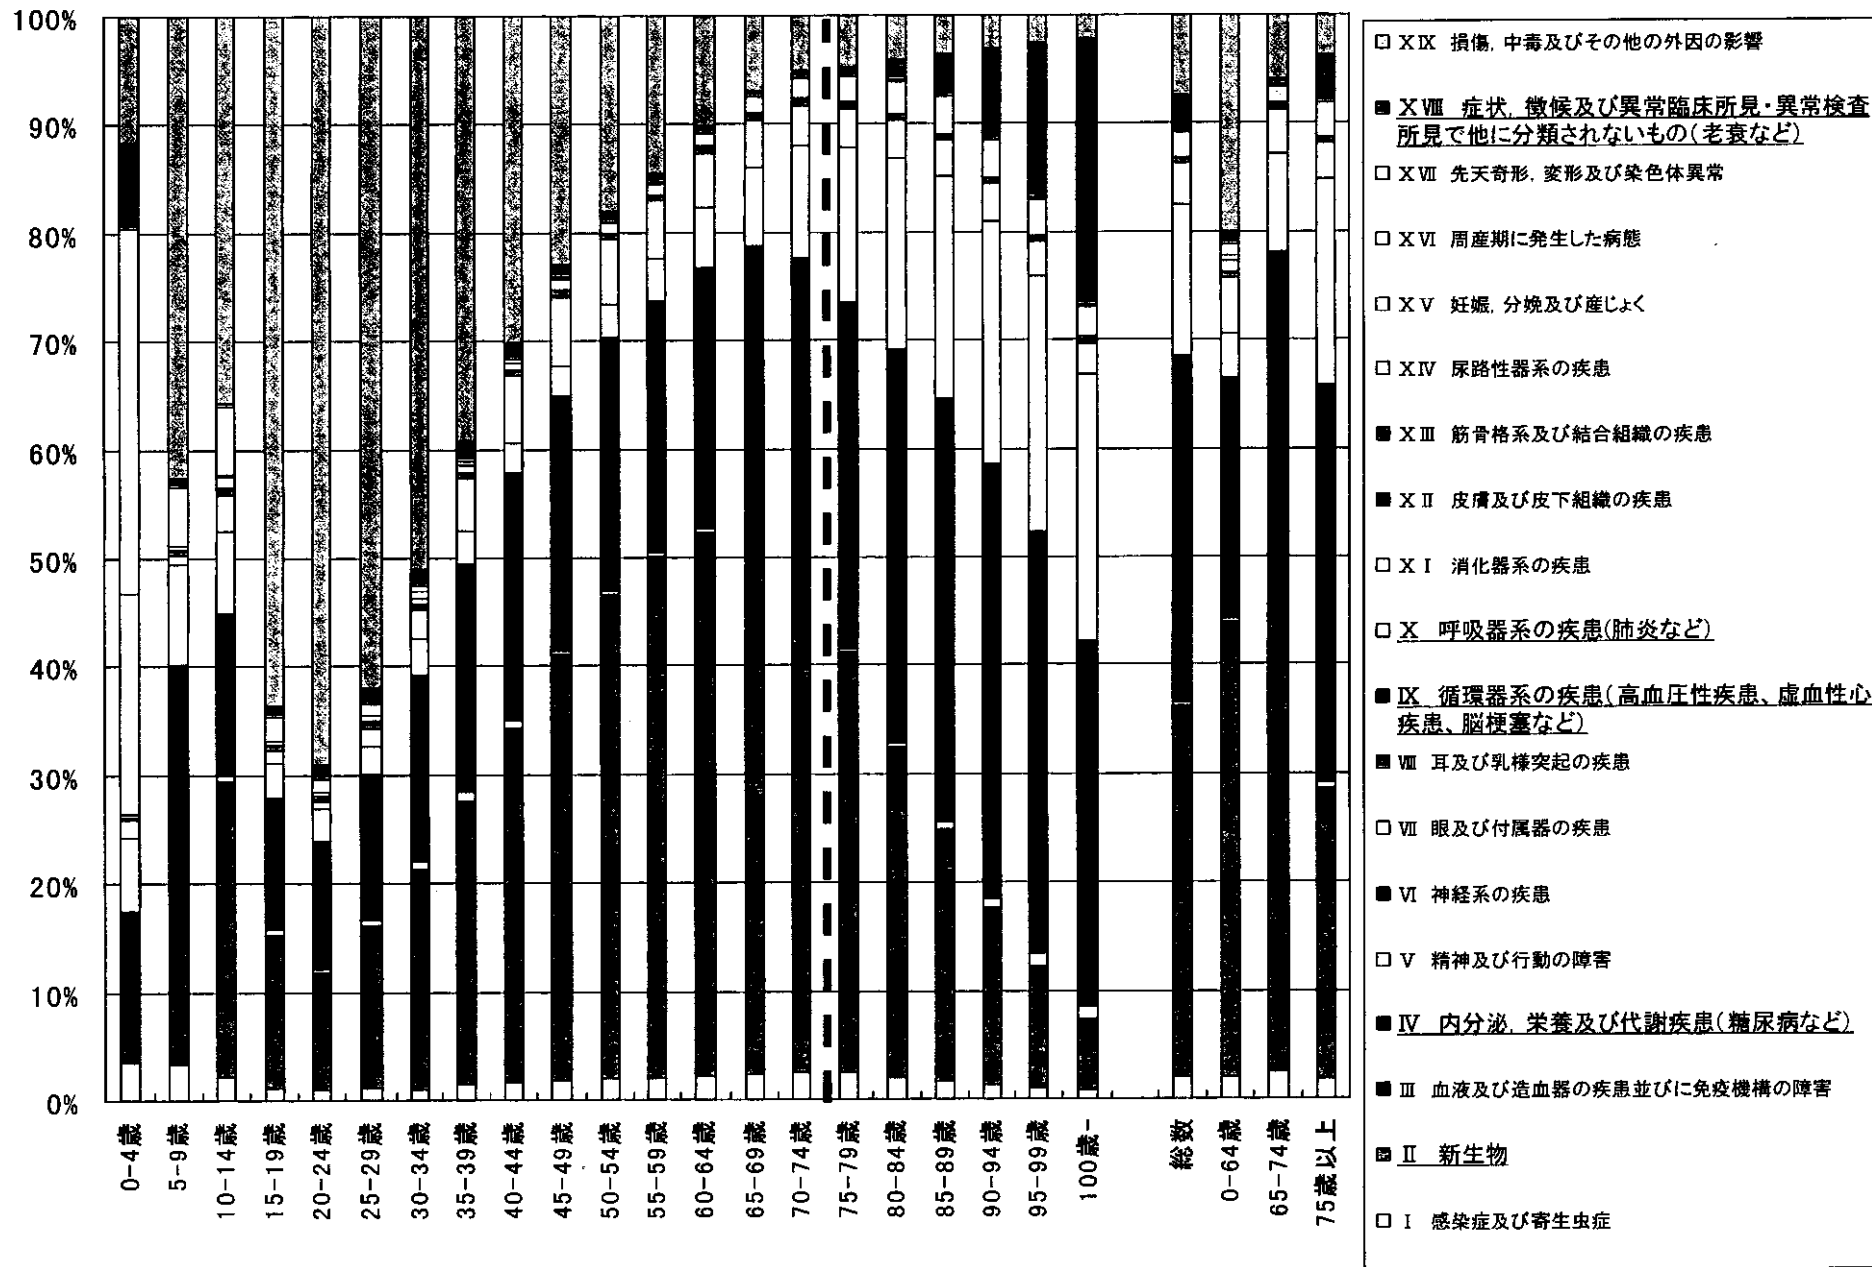 100%
90%
80%
70%
60%
50%
40%
30%
20%
10%
0%
0-4歳
5-9歳
10-14歳
15-19歳
20-24歳
25-29歳
30-34歳
35-39歳
40-44歳
45-49歳
50-54歳
55-59歳
60-64歳
65-69歳
70-74歳
75-79歳
80-84歳
85-89歳
90-94歳
95-99歳
100歳-
総数
0-64歳
65-74歳
75歳以上
ⅩⅨ 損傷, 中毒及びその他の外因の影響
ⅩⅧ 症状, 徴候及び異常臨床所見・異常検査
所見で他に分類されないもの(老衰など)
ⅩⅦ 先天奇形, 変形及び染色体異常
ⅩⅥ 周産期に発生した病態
ⅩⅤ 妊娠, 分娩及び産じょく
ⅩⅣ 尿路性器系の疾患
ⅩⅢ 筋骨格系及び結合組織の疾患
ⅩⅡ 皮膚及び皮下組織の疾患
ⅩⅠ 消化器系の疾患
Ⅹ 呼吸器系の疾患(肺炎など)
Ⅸ 循環器系の疾患(高血圧性疾患、虚血性心
疾患、脳梗塞など)
Ⅷ 耳及び乳様突起の疾患
Ⅶ 眼及び付属器の疾患
Ⅵ 神経系の疾患
Ⅴ 精神及び行動の障害
Ⅳ 内分泌, 栄養及び代謝疾患(糖尿病など)
Ⅲ 血液及び造血器の疾患並びに免疫機構の障害
Ⅱ 新生物
Ⅰ 感染症及び寄生虫症